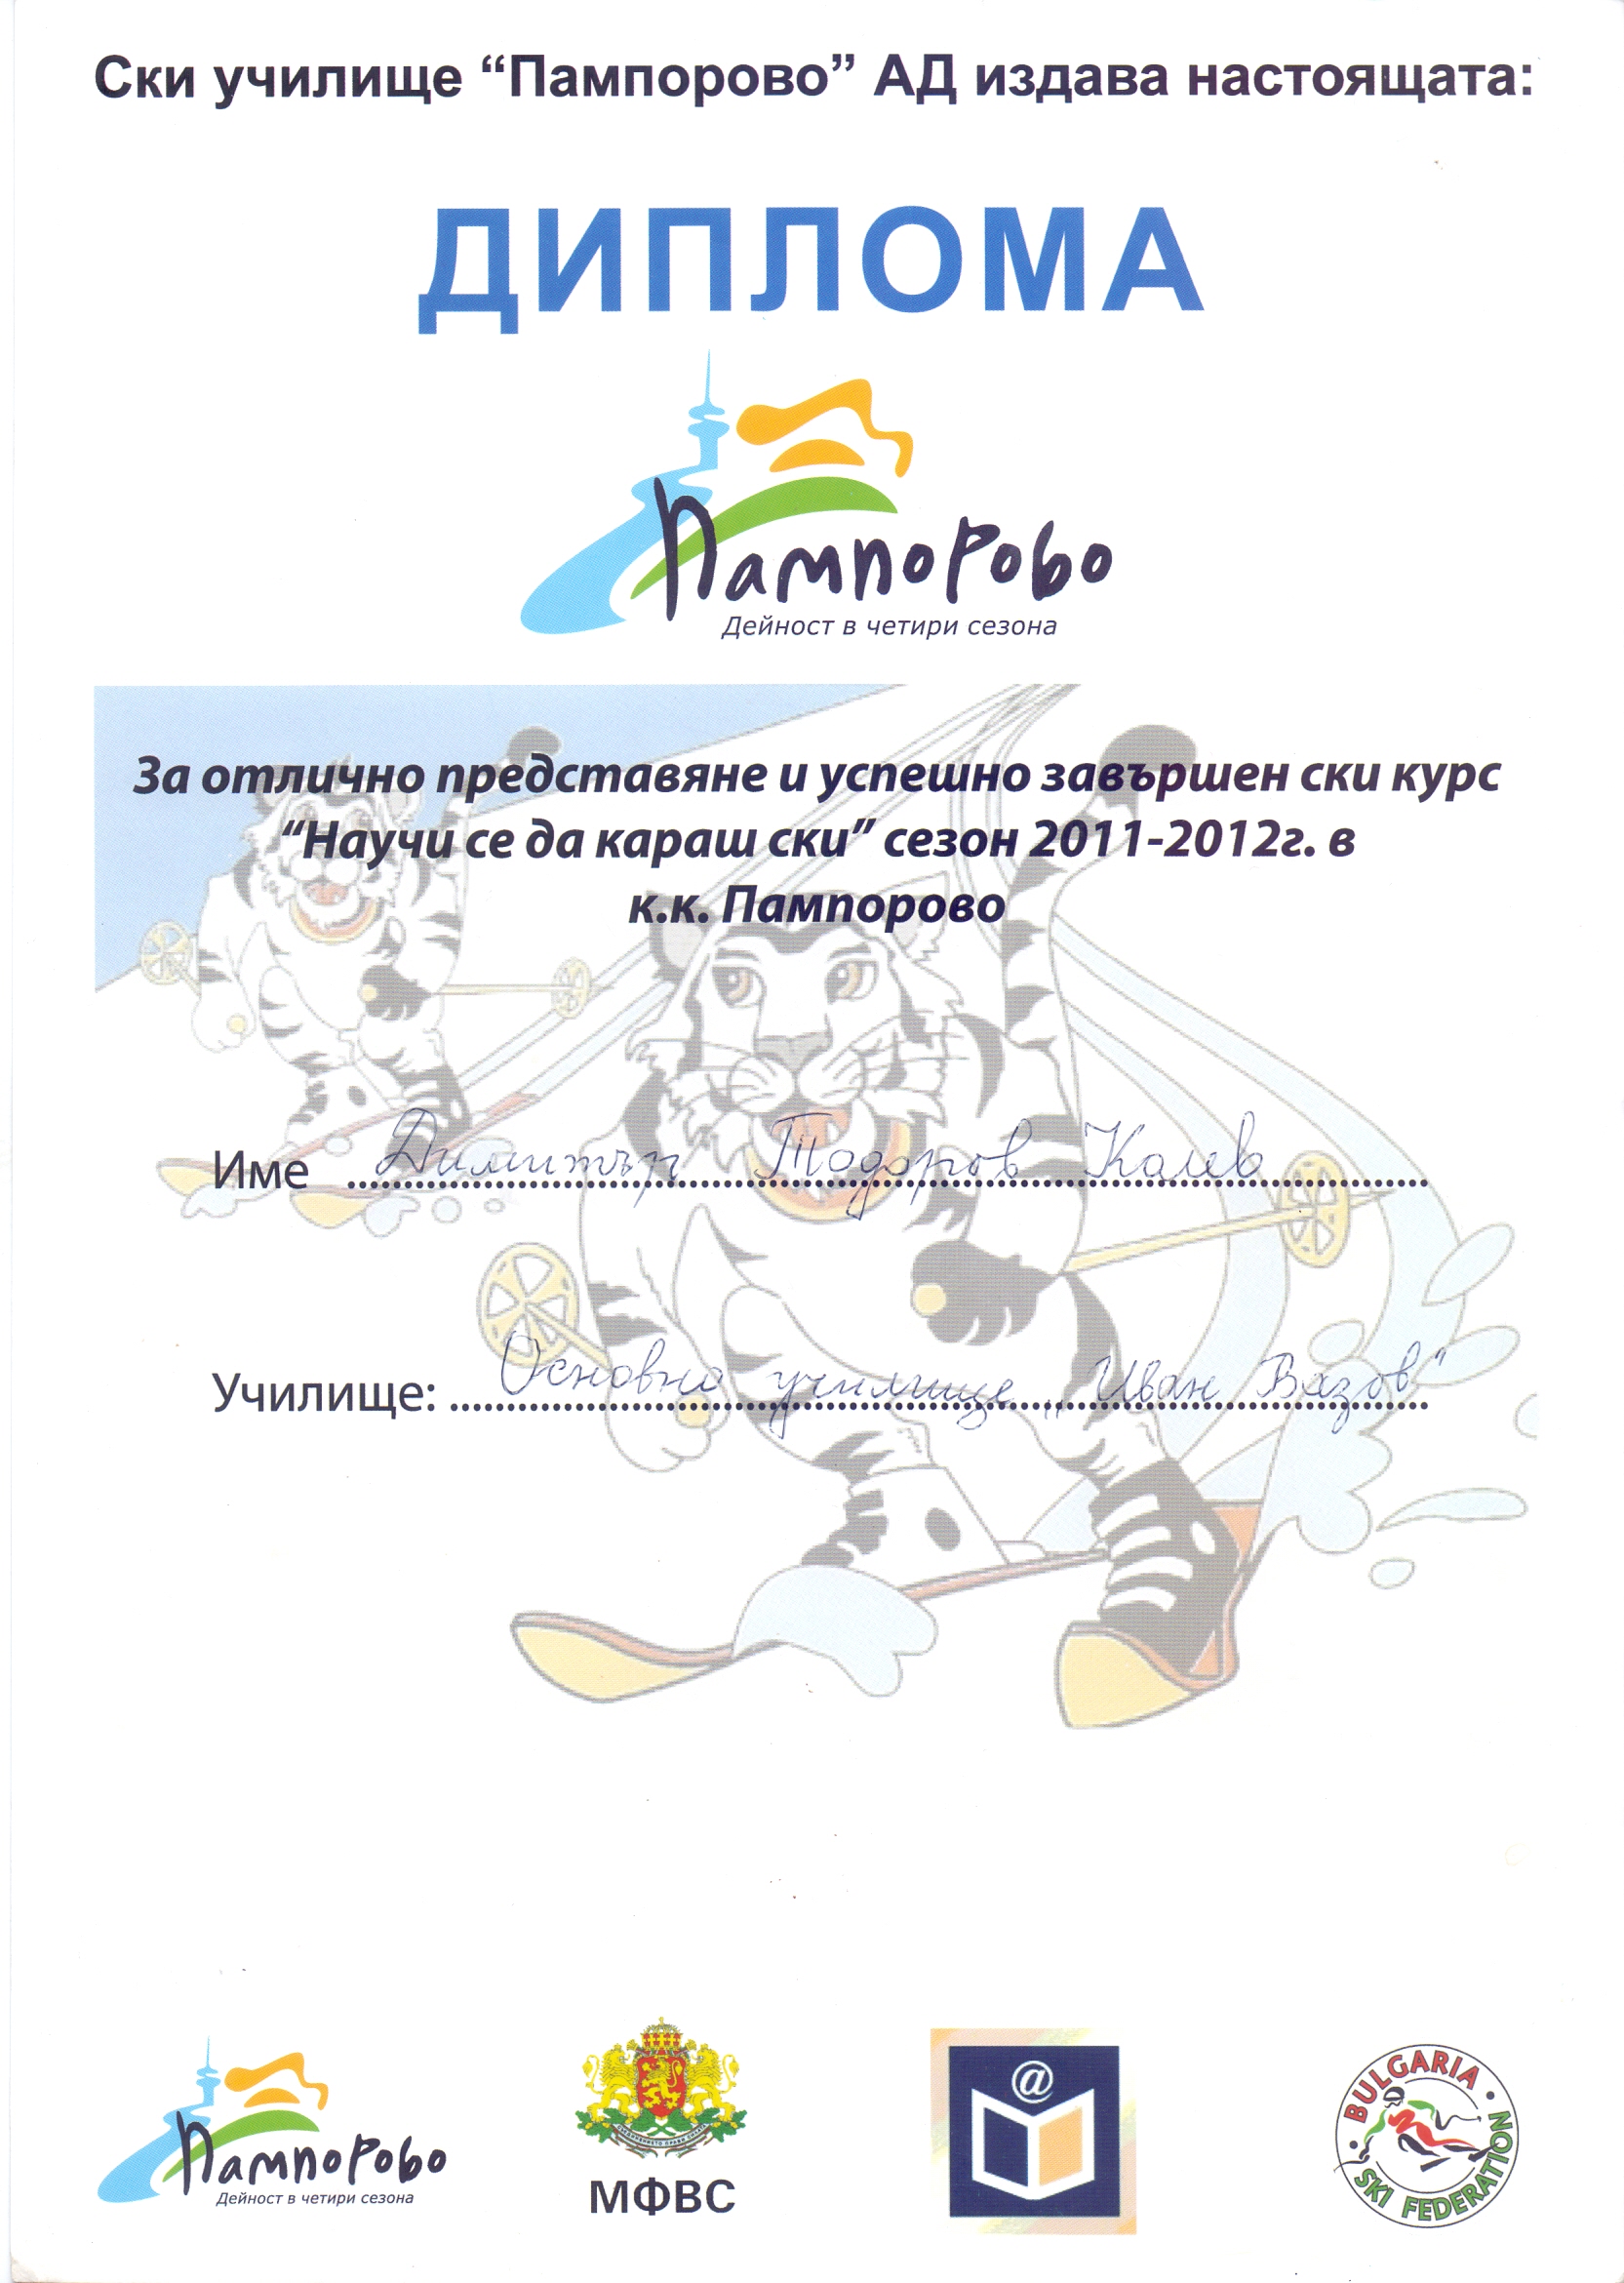 Ски училище “Пампорово” АД издава настоящата:
ДИПЛОМА
Пампорово
Дейност в четири сезона
За отлично представяне и успешно завършен ски курс
“Научи се да караш ски” сезон 2011-2012г. в
к.к. Пампорово
Име Димитър Тодоров Колев
Училище: Основно училище „Иван Вазов“
Пампорово
Дейност в четири сезона
МФВС
@
BULGARIA
SKI FEDERATION